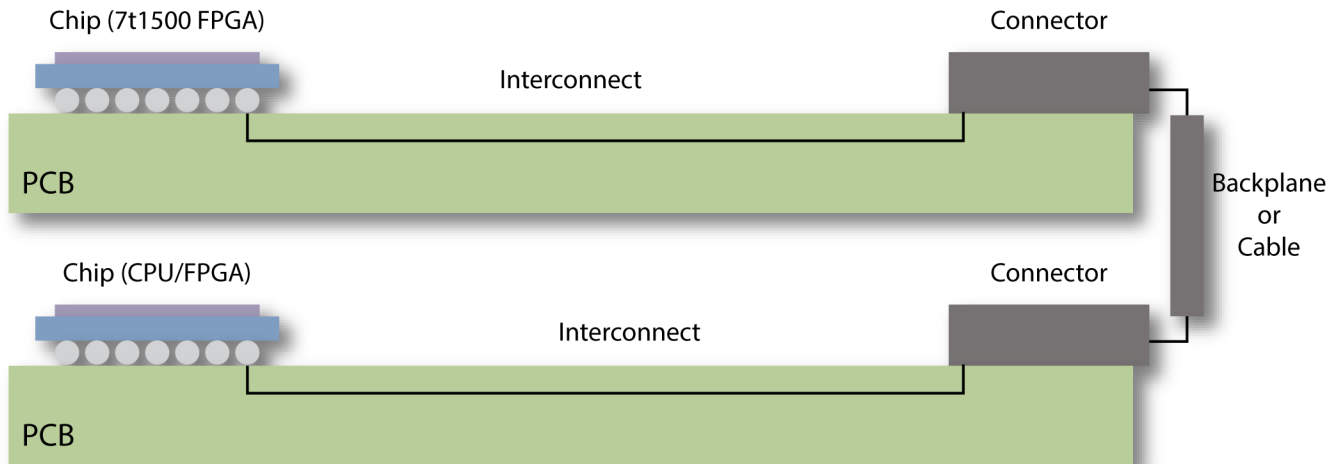 Chip (7t1500 FPGA)
Connector
Interconnect
PCB
Backplane
or
Cable
Chip (CPU/FPGA)
Connector
Interconnect
PCB